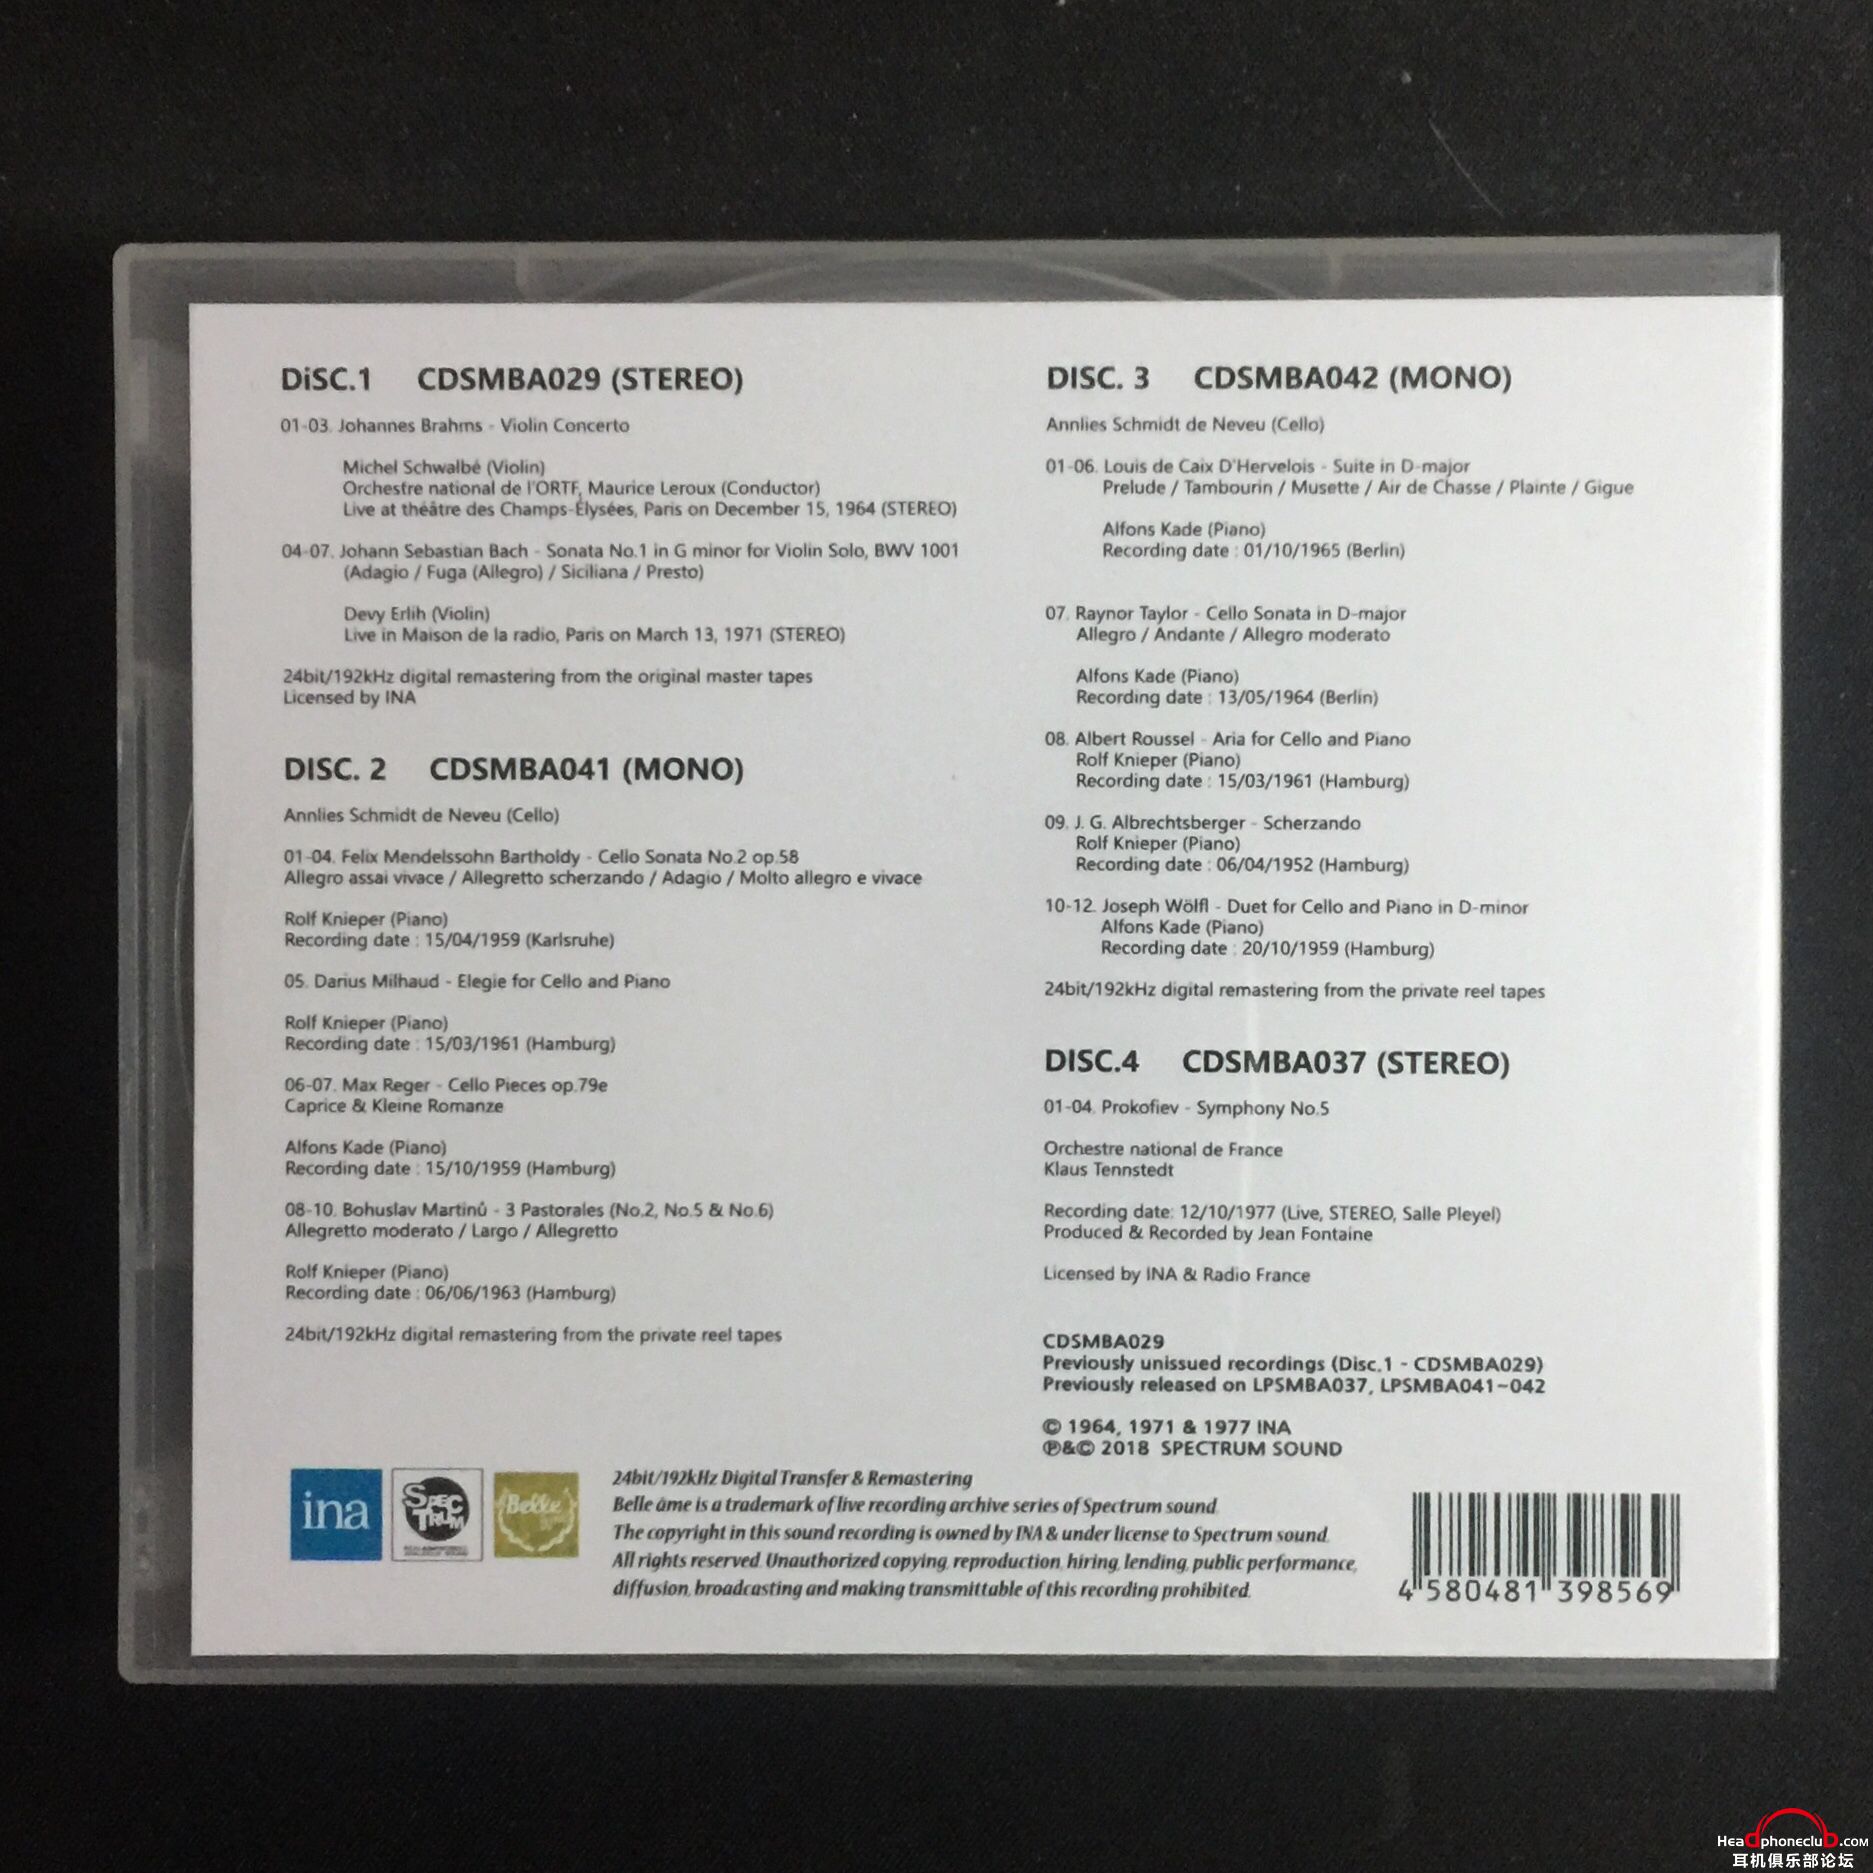 DiSC.1 CDSMBA029 (STEREO)
01-03. Johannes Brahms - Violin Concerto
Michel Schwalbé (Violin)
Orchestre national de l'ORTF, Maurice Leroux (Conductor)
Live at théâtre des Champs-Élysées, Paris on December 15, 1964 (STEREO)
04-07. Johann Sebastian Bach - Sonata No.1 in G minor for Violin Solo, BWV 1001
(Adagio / Fuga (Allegro) / Siciliana / Presto)
Devy Erlih (Violin)
Live in Maison de la radio, Paris on March 13, 1971 (STEREO)
24bit/192kHz digital remastering from the original master tapes
Licensed by INA
DISC. 2 CDSMBA041 (MONO)
Annlies Schmidt de Neveu (Cello)
01-04. Felix Mendelssohn Bartholdy - Cello Sonata No.2 op.58
Allegro assai vivace / Allegretto scherzando / Adagio / Molto allegro e vivace
Rolf Knieper (Piano)
Recording date : 15/04/1959 (Karlsruhe)
05. Darius Milhaud - Elegie for Cello and Piano
Rolf Knieper (Piano)
Recording date : 15/03/1961 (Hamburg)
06-07. Max Reger - Cello Pieces op.79e
Caprice & Kleine Romanze
Alfons Kade (Piano)
Recording date : 15/10/1959 (Hamburg)
08-10. Bohuslav Martinů - 3 Pastorales (No.2, No.5 & No.6)
Allegretto moderato / Largo / Allegretto
Rolf Knieper (Piano)
Recording date : 06/06/1963 (Hamburg)
24bit/192kHz digital remastering from the private reel tapes
DISC. 3 CDSMBA042 (MONO)
Annlies Schmidt de Neveu (Cello)
01-06. Louis de Caix D'Hervelois - Suite in D-major
Prelude / Tambourin / Musette / Air de Chasse / Plainte / Gigue
Alfons Kade (Piano)
Recording date : 01/10/1965 (Berlin)
07. Raynor Taylor - Cello Sonata in D-major
Allegro / Andante / Allegro moderato
Alfons Kade (Piano)
Recording date : 13/05/1964 (Berlin)
08. Albert Roussel - Aria for Cello and Piano
Rolf Knieper (Piano)
Recording date : 15/03/1961 (Hamburg)
09. J. G. Albrechtsberger - Scherzando
Rolf Knieper (Piano)
Recording date : 06/04/1952 (Hamburg)
10-12. Joseph Wölfl - Duet for Cello and Piano in D-minor
Alfons Kade (Piano)
Recording date : 20/10/1959 (Hamburg)
24bit/192kHz digital remastering from the private reel tapes
DISC.4 CDSMBA037 (STEREO)
01-04. Prokofiev - Symphony No.5
Orchestre national de France
Klaus Tennstedt
Recording date: 12/10/1977 (Live, STEREO, Salle Pleyel)
Produced & Recorded by Jean Fontaine
Licensed by INA & Radio France
CDSMBA029
Previously unissued recordings (Disc.1 - CDSMBA029)
Previously released on LPSMBA037, LPSMBA041~042
© 1964, 1971 & 1977 INA
℗&© 2018 SPECTRUM SOUND
ina
SPECTRUM
Belle
24bit/192kHz Digital Transfer & Remastering
Belle âme is a trademark of live recording archive series of Spectrum sound.
The copyright in this sound recording is owned by INA & under license to Spectrum sound.
All rights reserved. Unauthorized copying, reproduction, hiring, lending, public performance,
diffusion, broadcasting and making transmittable of this recording prohibited.
4 580481 398569
Headphoneclub.com
耳机俱乐部论坛